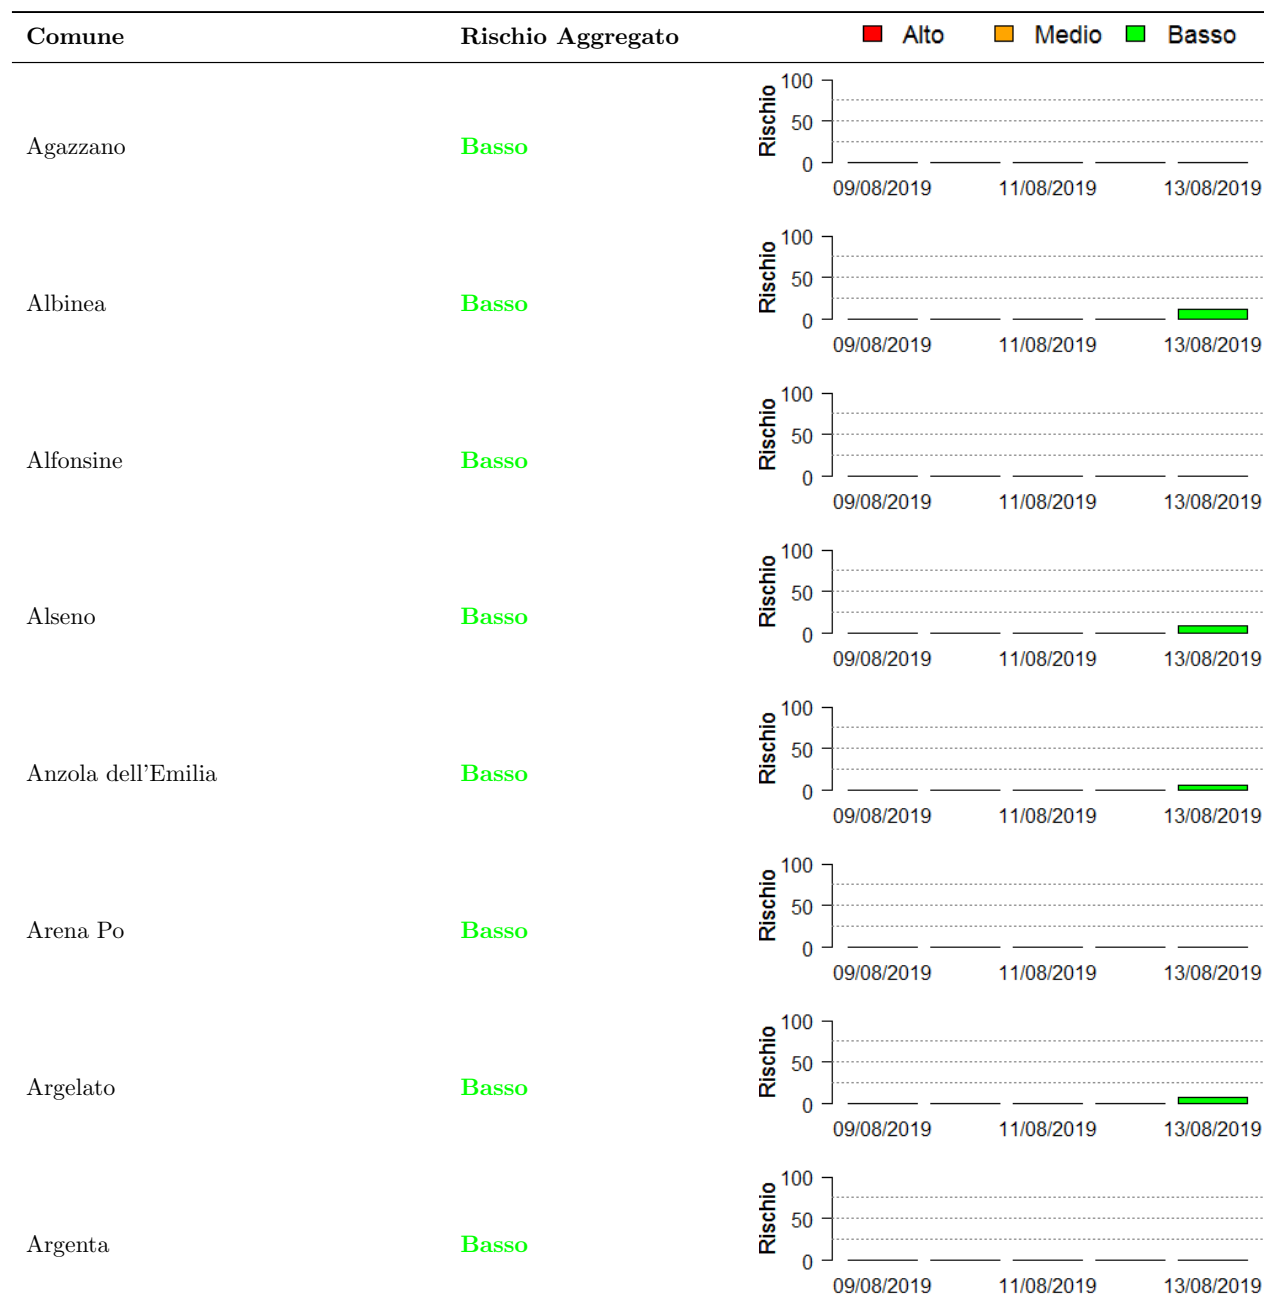 Comune Rischio Aggregato Alto Medio Basso
100
50
0
Rischio
Agazzano Basso
09/08/2019 11/08/2019 13/08/2019
100
50
0
Rischio
Albinea Basso
09/08/2019 11/08/2019 13/08/2019
100
50
0
Rischio
Alfonsine Basso
09/08/2019 11/08/2019 13/08/2019
100
50
0
Rischio
Alseno Basso
09/08/2019 11/08/2019 13/08/2019
100
50
0
Rischio
Anzola dell'Emilia Basso
09/08/2019 11/08/2019 13/08/2019
100
50
0
Rischio
Arena Po Basso
09/08/2019 11/08/2019 13/08/2019
100
50
0
Rischio
Argelato Basso
09/08/2019 11/08/2019 13/08/2019
100
50
0
Rischio
Argenta Basso
09/08/2019 11/08/2019 13/08/2019